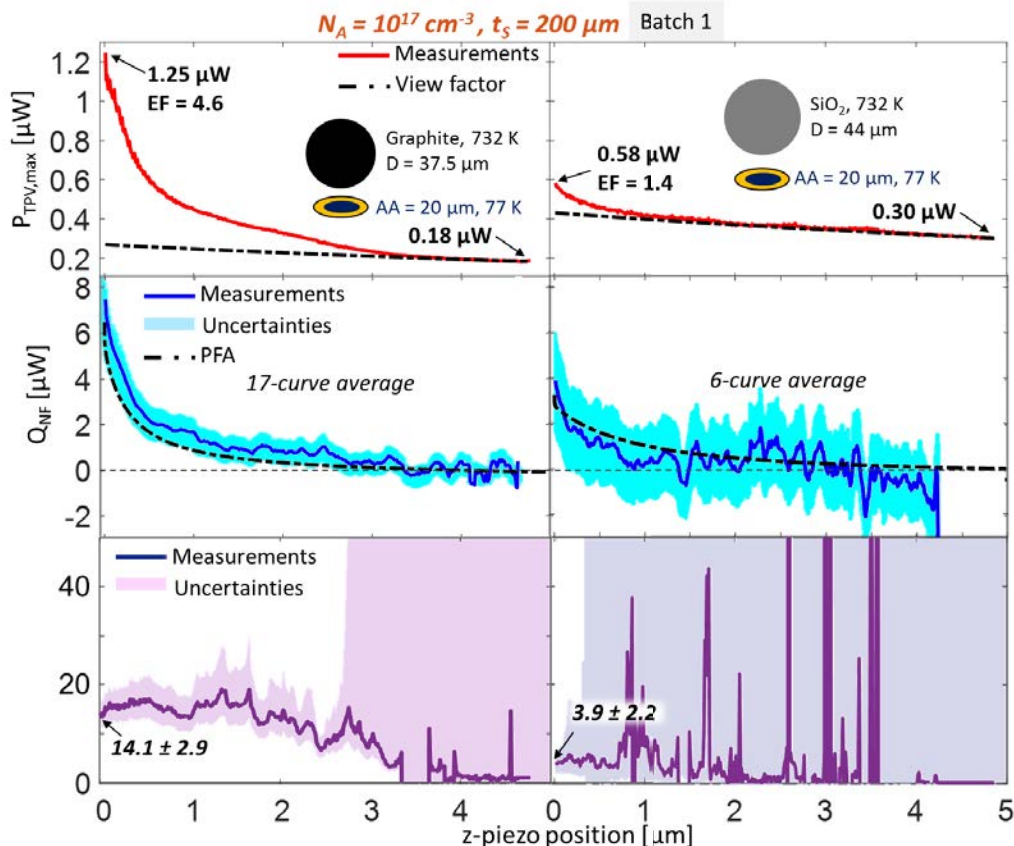 N_A = 10^17 cm^-3, t_S = 200 μm Batch 1
P_TPV,max [μW]
1.2
1
0.8
0.6
0.4
0.2
Measurements
View factor
1.25 μW
EF = 4.6
Graphite, 732 K
D = 37.5 μm
AA = 20 μm, 77 K
0.18 μW
SiO₂, 732 K
D = 44 μm
0.58 μW
EF = 1.4
AA = 20 μm, 77 K
0.30 μW
Q_NF [μW]
8
6
4
2
0
-2
Measurements
Uncertainties
PFA
17-curve average
6-curve average
40
20
0
Measurements
Uncertainties
14.1 ± 2.9
3.9 ± 2.2
0 1 2 3 4 0 1 2 3 4 5
z-piezo position [μm]